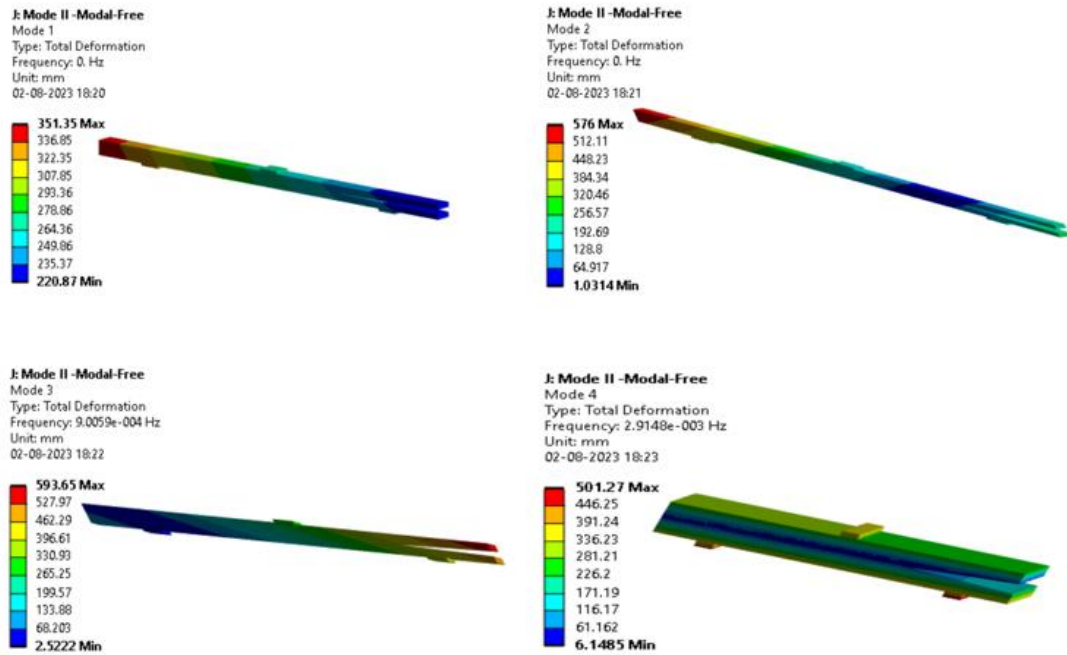 J: Mode II -Modal-Free
Mode 1
Type: Total Deformation
Frequency: 0. Hz
Unit: mm
02-08-2023 18:20
351.35 Max
336.85
322.35
307.85
293.36
278.86
264.36
249.86
235.37
220.87 Min
J: Mode II -Modal-Free
Mode 2
Type: Total Deformation
Frequency: 0. Hz
Unit: mm
02-08-2023 18:21
576 Max
512.11
448.23
384.34
320.46
256.57
192.69
128.8
64.917
1.0314 Min
J: Mode II -Modal-Free
Mode 3
Type: Total Deformation
Frequency: 9.0059e-004 Hz
Unit: mm
02-08-2023 18:22
593.65 Max
527.97
462.29
396.61
330.93
265.25
199.57
133.88
68.203
2.5222 Min
J: Mode II -Modal-Free
Mode 4
Type: Total Deformation
Frequency: 2.9148e-003 Hz
Unit: mm
02-08-2023 18:23
501.27 Max
446.25
391.24
336.23
281.21
226.2
171.19
116.17
61.162
6.1485 Min